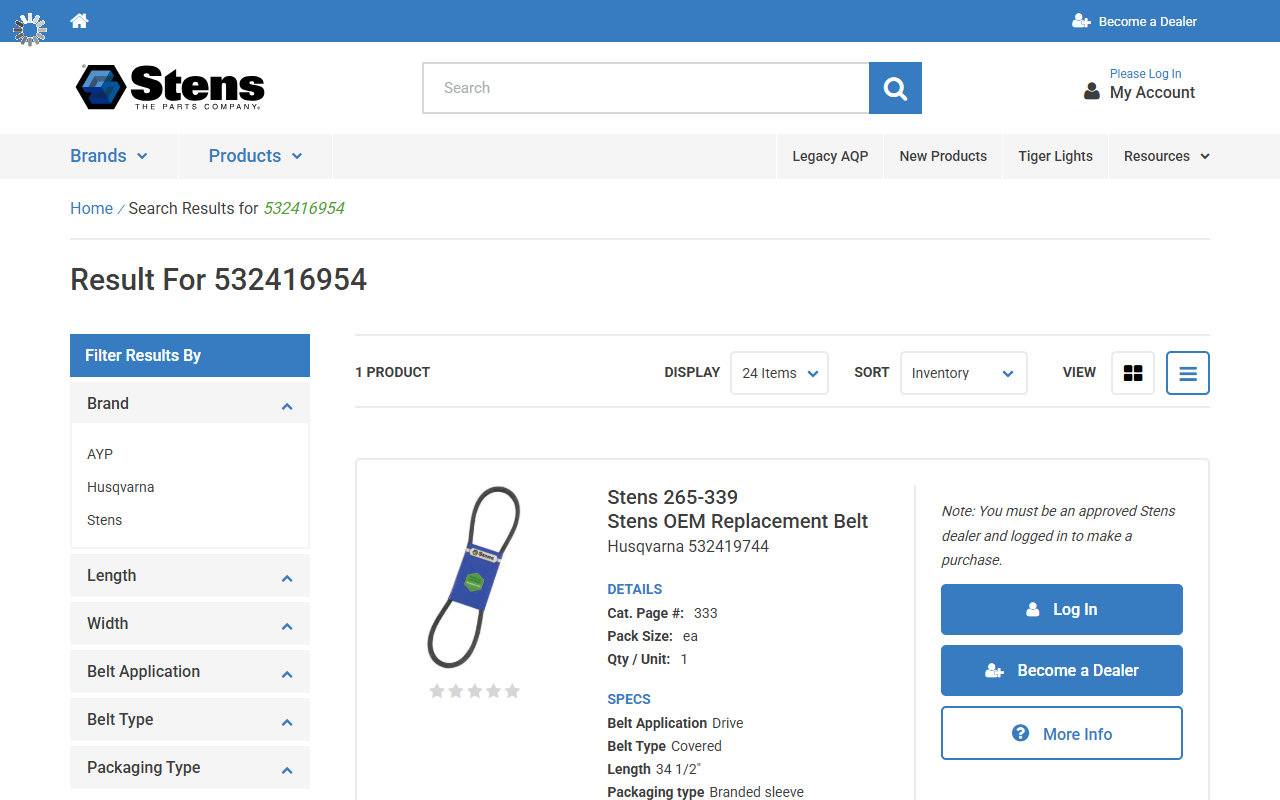 Become a Dealer
Stens
THE PARTS COMPANY
Search
Please Log In
My Account
Brands
Products
Legacy AQP
New Products
Tiger Lights
Resources
Home / Search Results for 532416954
Result For 532416954
Filter Results By
Brand
AYP
Husqvarna
Stens
Length
Width
Belt Application
Belt Type
Packaging Type
1 PRODUCT
DISPLAY
24 Items
SORT
Inventory
VIEW
Stens
Stens 265-339
Stens OEM Replacement Belt
Husqvarna 532419744
DETAILS
Cat. Page #: 333
Pack Size: ea
Qty / Unit: 1
SPECS
Belt Application Drive
Belt Type Covered
Length 34 1/2"
Packaging type Branded sleeve
Note: You must be an approved Stens
dealer and logged in to make a
purchase.
Log In
Become a Dealer
More Info